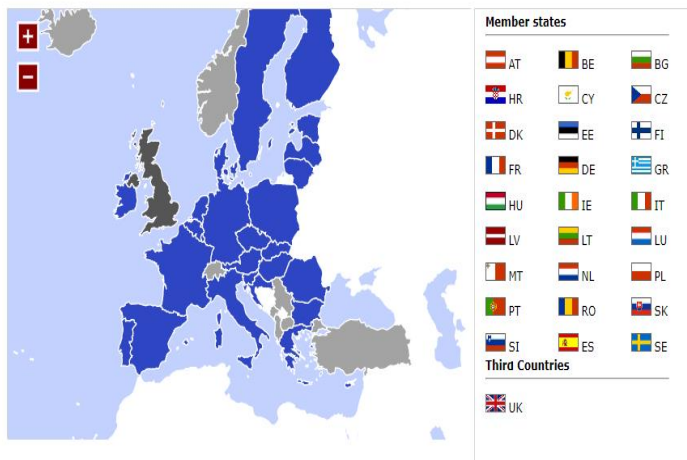 +
−
Member states
AT BE BG
HR CY CZ
DK EE FI
FR DE GR
HU IE IT
LV LT LU
MT NL PL
PT RO SK
SI ES SE
Third Countries
UK